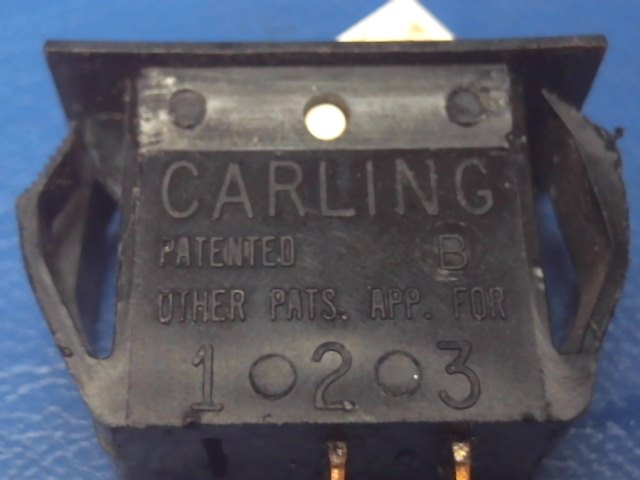 CARLING
PATENTED B
OTHER PATS. APP. FOR
1 2 3